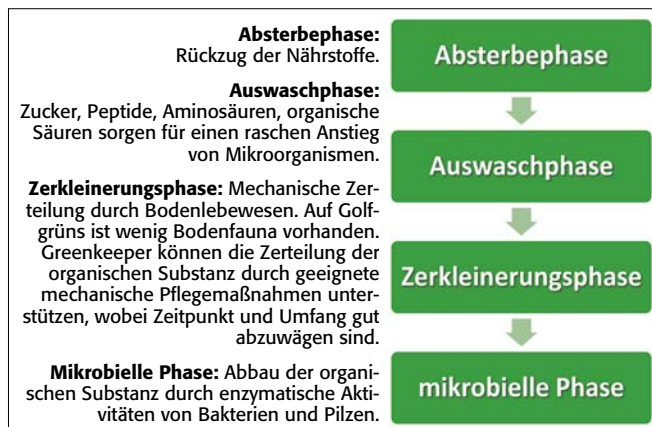 Absterbephase:
Rückzug der Nährstoffe.
Auswaschphase:
Zucker, Peptide, Aminosäuren, organische
Säuren sorgen für einen raschen Anstieg
von Mikroorganismen.
Zerkleinerungsphase: Mechanische Zer-
teilung durch Bodenlebewesen. Auf Golf-
grüns ist wenig Bodenfauna vorhanden.
Greenkeeper können die Zerteilung der
organischen Substanz durch geeignete
mechanische Pflegemaßnahmen unter-
stützen, wobei Zeitpunkt und Umfang gut
abzuwägen sind.
Mikrobielle Phase: Abbau der organi-
schen Substanz durch enzymatische Akti-
vitäten von Bakterien und Pilzen.
Absterbephase
Auswaschphase
Zerkleinerungsphase
mikrobielle Phase